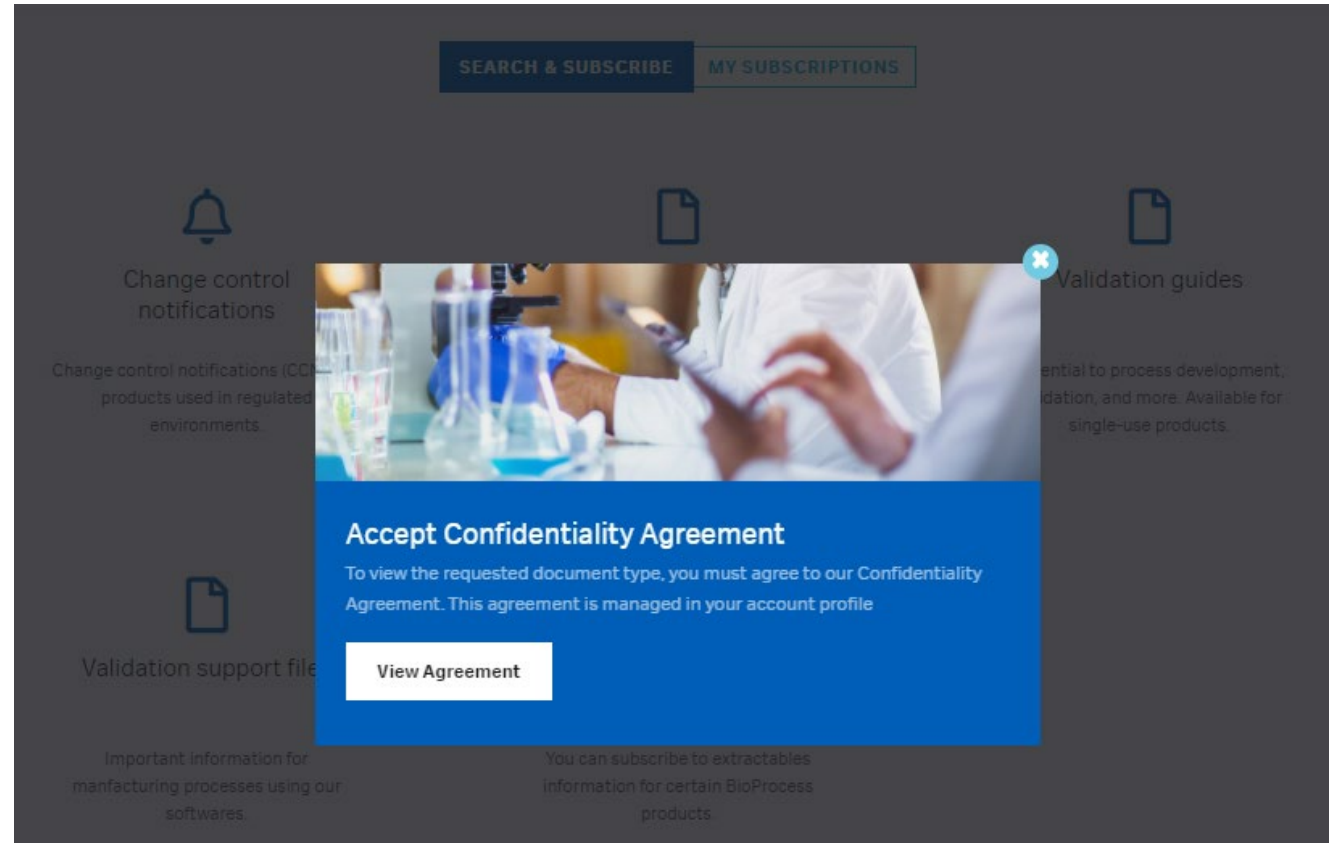 SEARCH & SUBSCRIBE
MY SUBSCRIPTIONS
Change control
notifications
Change control notifications (CCN
products used in regulated
environments.
Validation guides
ential to process development,
idation, and more. Available for
single-use products.
Accept Confidentiality Agreement
To view the requested document type, you must agree to our Confidentiality
Agreement. This agreement is managed in your account profile
View Agreement
Validation support file
Important information for
manfacturing processes using our
softwares.
You can subscribe to extractables
information for certain BioProcess
products.